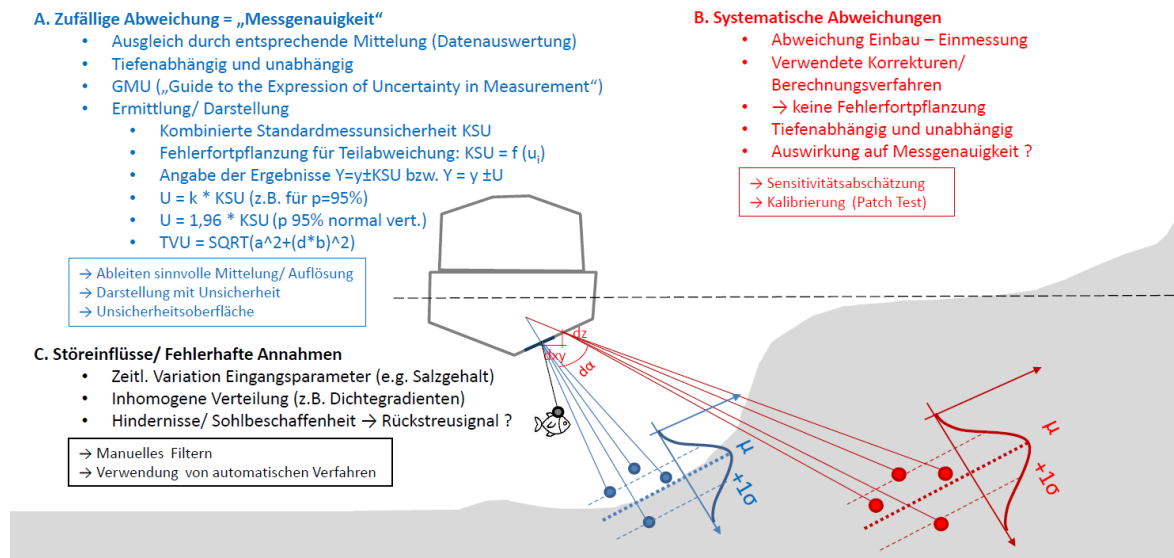 A. Zufällige Abweichung = „Messgenauigkeit“
• Ausgleich durch entsprechende Mittelung (Datenauswertung)
• Tiefenabhängig und unabhängig
• GMU („Guide to the Expression of Uncertainty in Measurement“)
• Ermittlung/ Darstellung
• Kombinierte Standardmessunsicherheit KSU
• Fehlerfortpflanzung für Teilabweichung: KSU = f (uᵢ)
• Angabe der Ergebnisse Y=y±KSU bzw. Y = y ±U
• U = k * KSU (z.B. für p=95%)
• U = 1,96 * KSU (p 95% normal vert.)
• TVU = SQRT(a^2+(d*b)^2)
→ Ableiten sinnvolle Mittelung/ Auflösung
→ Darstellung mit Unsicherheit
→ Unsicherheitsoberfläche
B. Systematische Abweichungen
• Abweichung Einbau – Einmessung
• Verwendete Korrekturen/
Berechnungsverfahren
• → keine Fehlerfortpflanzung
• Tiefenabhängig und unabhängig
• Auswirkung auf Messgenauigkeit ?
→ Sensitivitätsabschätzung
→ Kalibrierung (Patch Test)
C. Störeinflüsse/ Fehlerhafte Annahmen
• Zeitl. Variation Eingangsparameter (e.g. Salzgehalt)
• Inhomogene Verteilung (z.B. Dichtegradienten)
• Hindernisse/ Sohlbeschaffenheit → Rückstreusignal ?
→ Manuelles Filtern
→ Verwendung von automatischen Verfahren
dz
dxy
dα
μ
+1σ
μ
+1σ